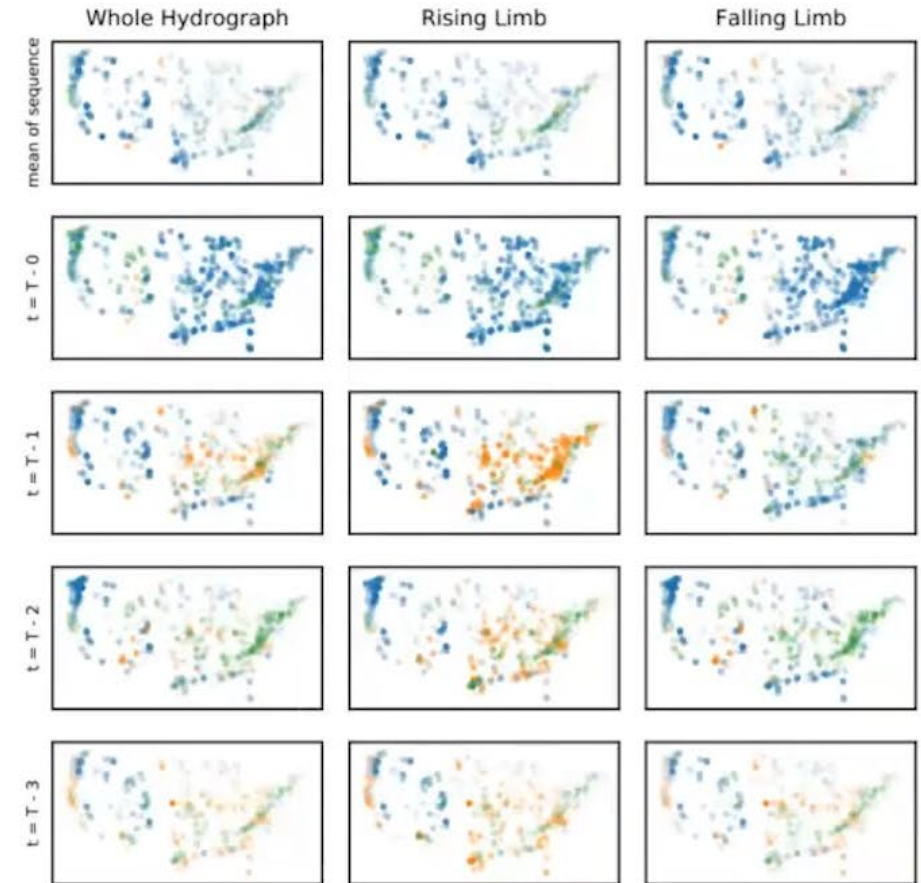 Whole Hydrograph
Rising Limb
Falling Limb
mean of sequence
t = T - 0
t = T - 1
t = T - 2
t = T - 3